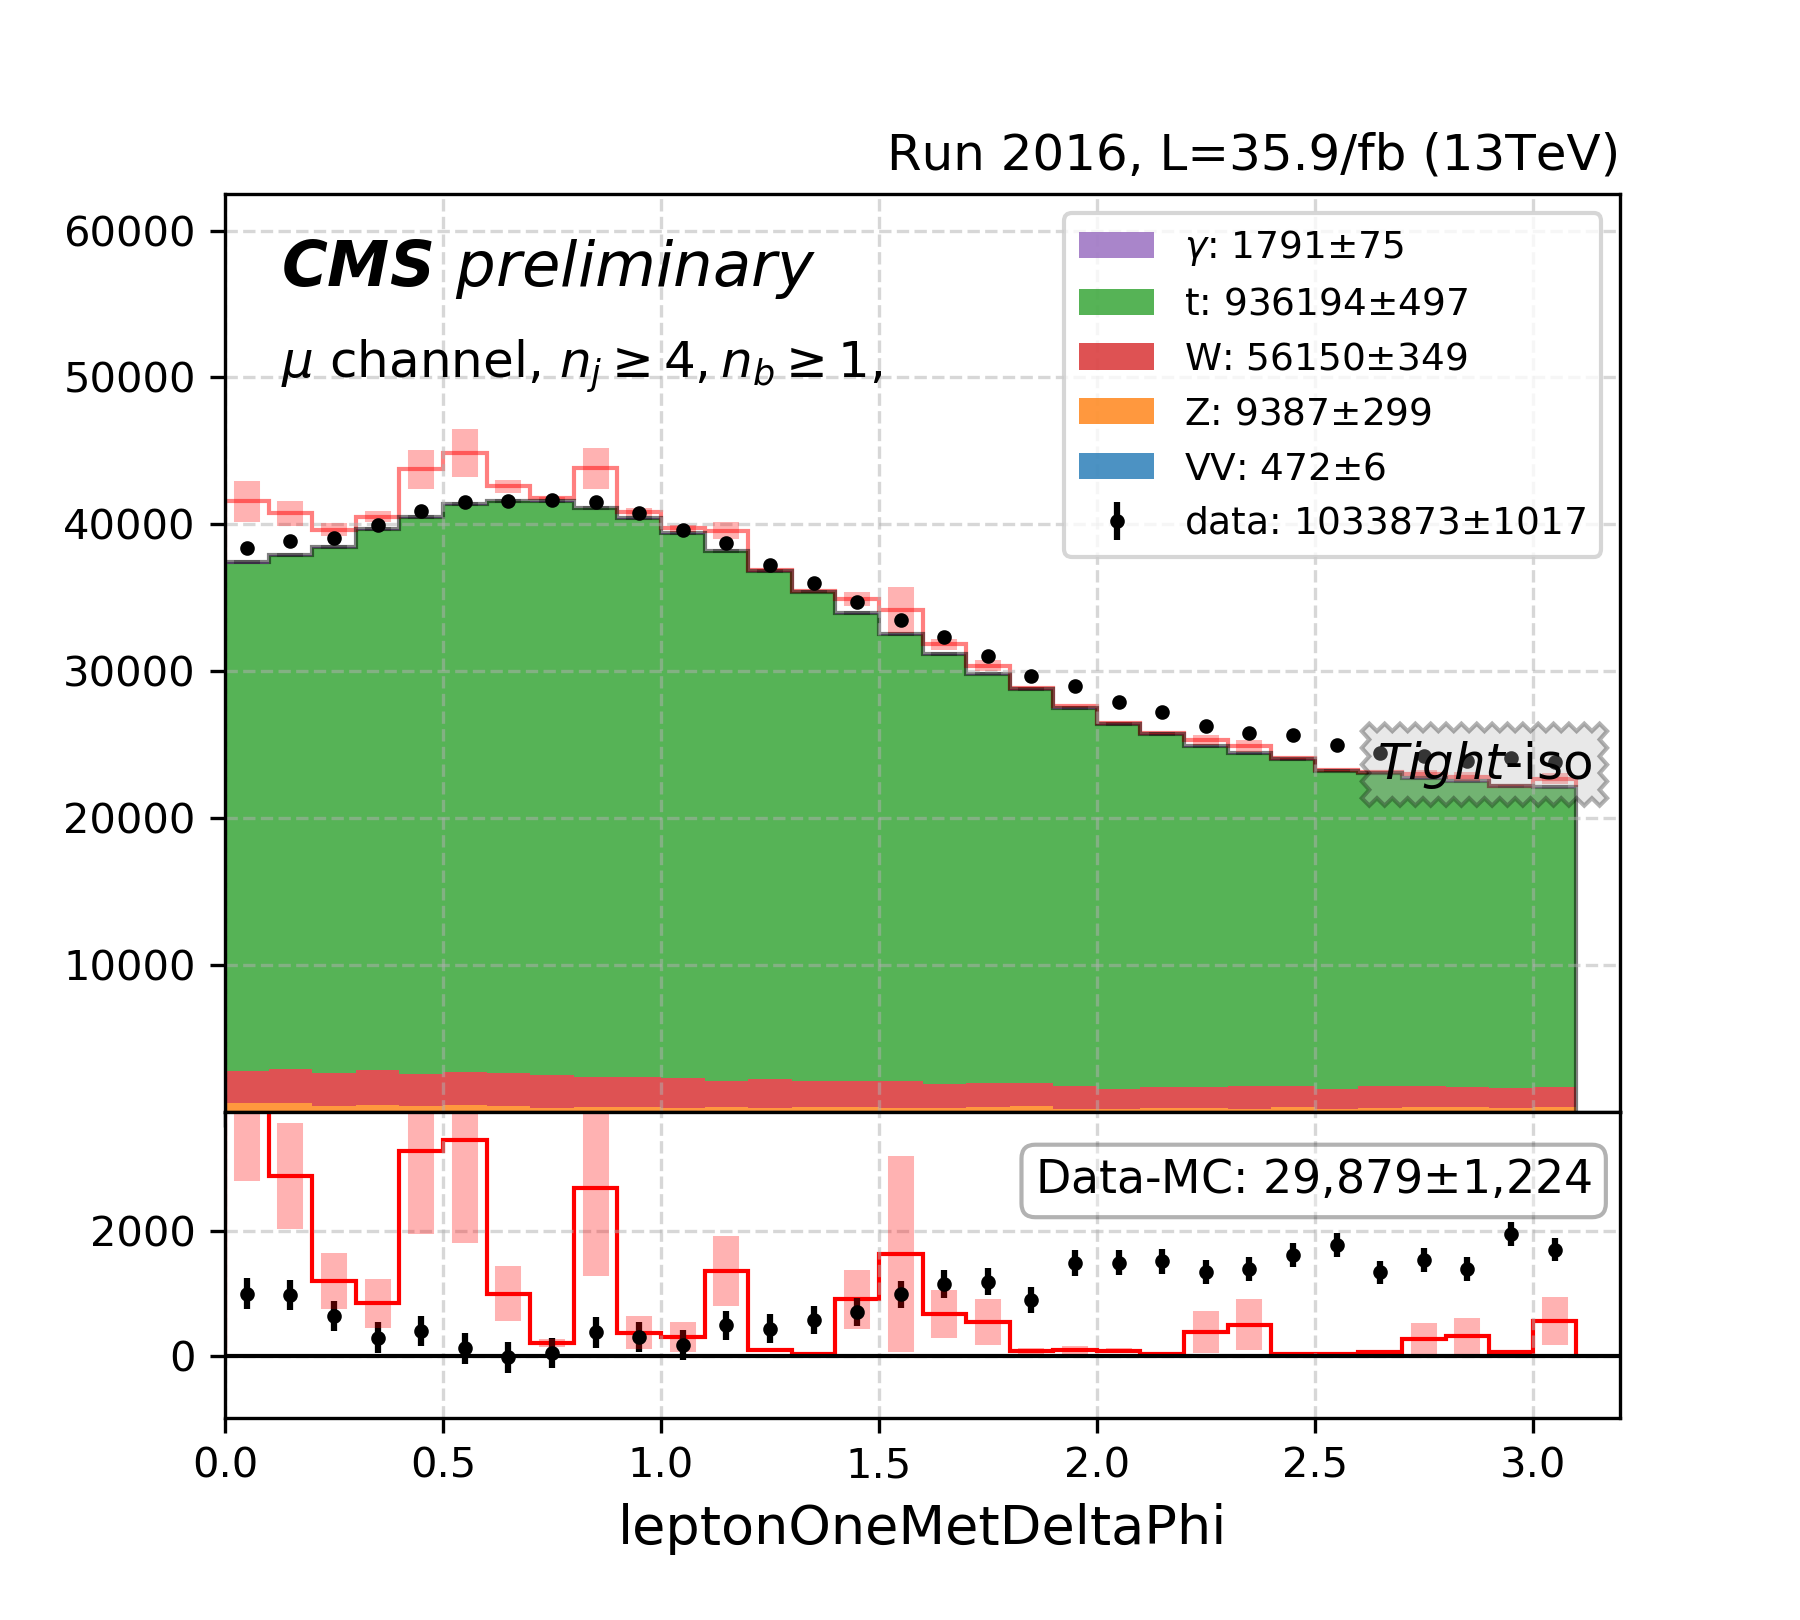 Run 2016, L=35.9/fb (13TeV)
CMS preliminary
μ channel, n_j ≥ 4, n_b ≥ 1,
γ: 1791±75
t: 936194±497
W: 56150±349
Z: 9387±299
VV: 472±6
data: 1033873±1017
60000
50000
40000
30000
20000
10000
Tight-iso
Data-MC: 29,879±1,224
2000
0
0.0 0.5 1.0 1.5 2.0 2.5 3.0
leptonOneMetDeltaPhi